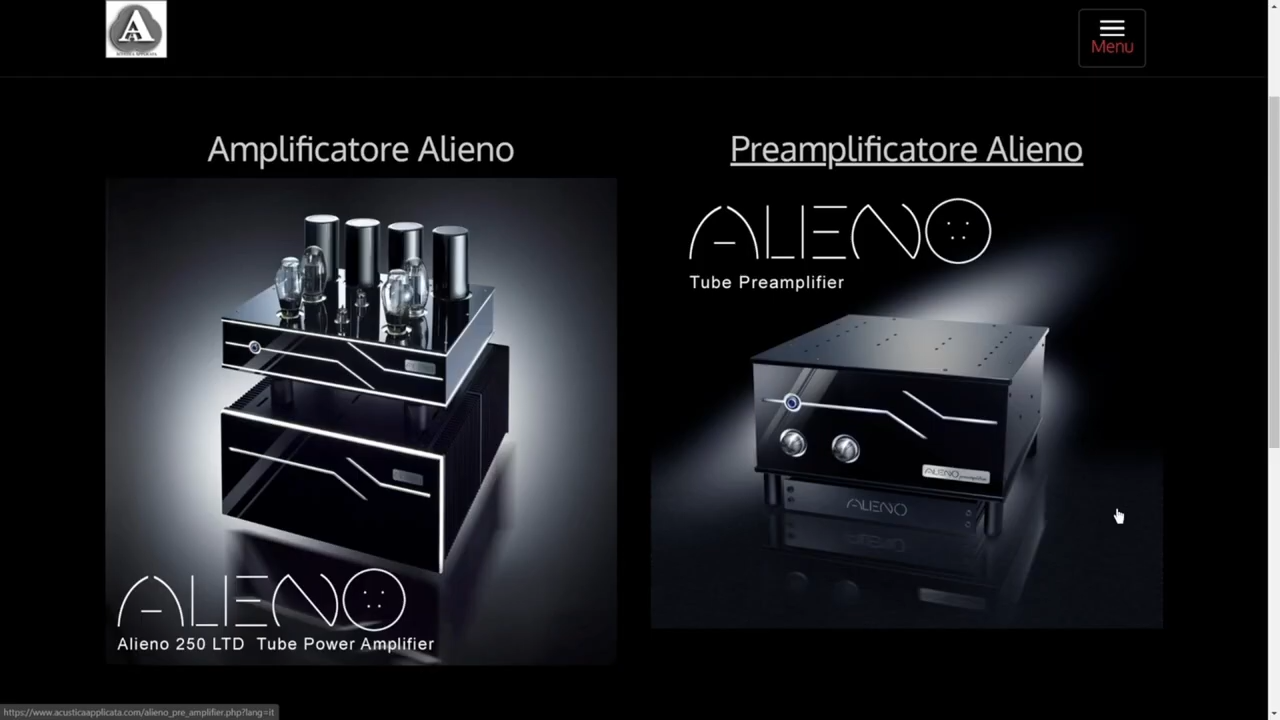 Menu
Amplificatore Alieno
Preamplificatore Alieno
ALIENO
Tube Preamplifier
ALIENO
ALIENO
ALIENO
Alieno 250 LTD Tube Power Amplifier
https://www.acusticaapplicata.com/alieno_pre_amplifier.php?lang=it